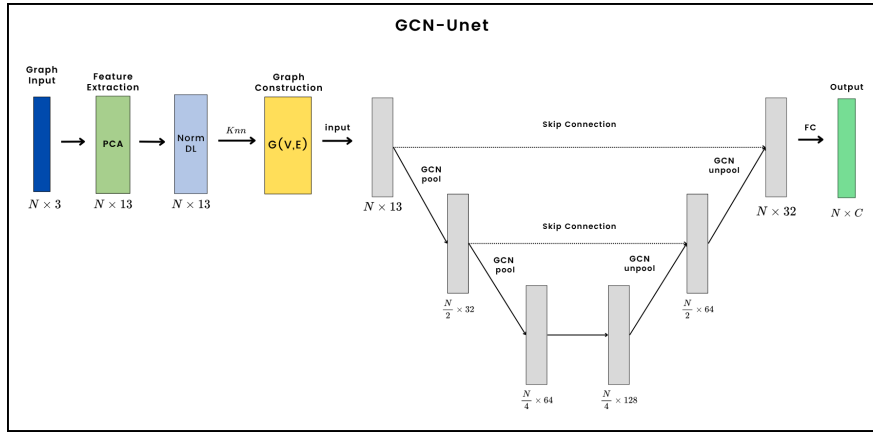 GCN-Unet
Graph
Input
Feature
Extraction
Graph
Construction
Output
PCA
Norm
DL
Knn
G(V,E)
input
Skip Connection
FC
GCN
pool
GCN
unpool
N × 3
N × 13
N × 13
N × 13
N × 32
N × C
Skip Connection
GCN
pool
GCN
unpool
N/2 × 32
N/2 × 64
N/4 × 64
N/4 × 128